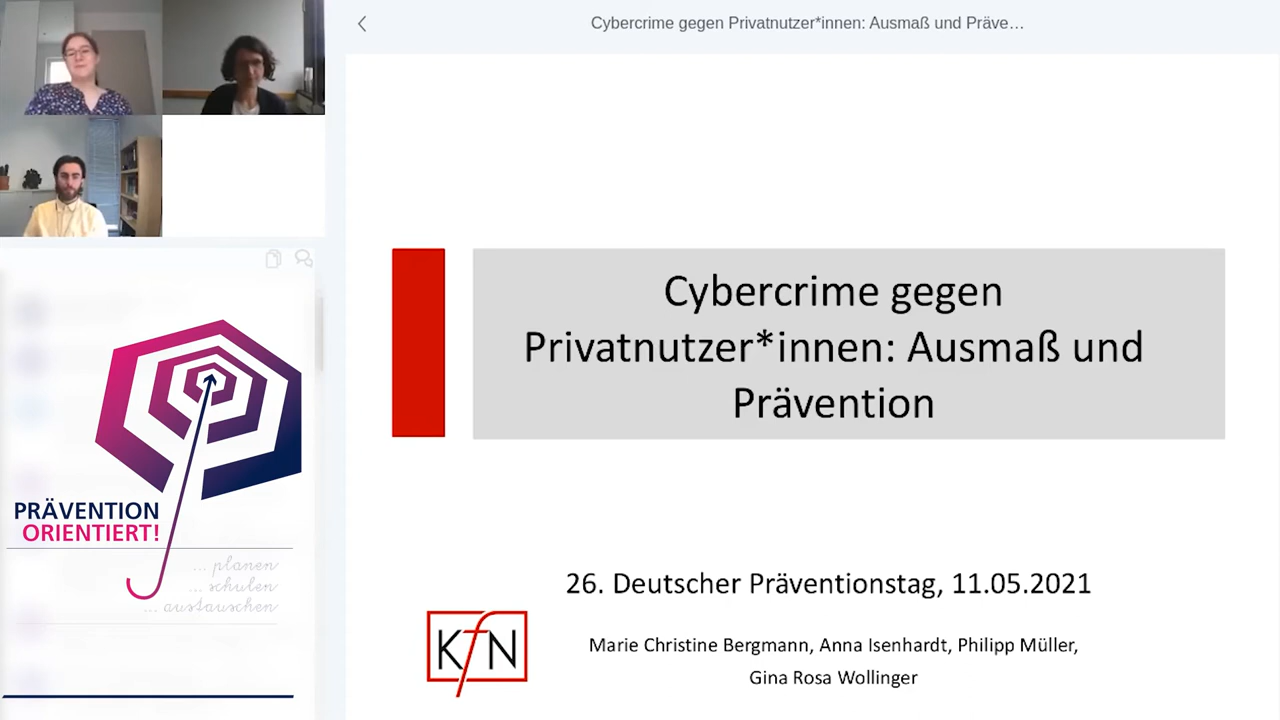 Cybercrime gegen Privatnutzer*innen: Ausmaß und Präve…
Cybercrime gegen
Privatnutzer*innen: Ausmaß und
Prävention
26. Deutscher Präventionstag, 11.05.2021
KfN
Marie Christine Bergmann, Anna Isenhardt, Philipp Müller,
Gina Rosa Wollinger
PRÄVENTION
ORIENTIERT!
... planen
... schulen
... austauschen